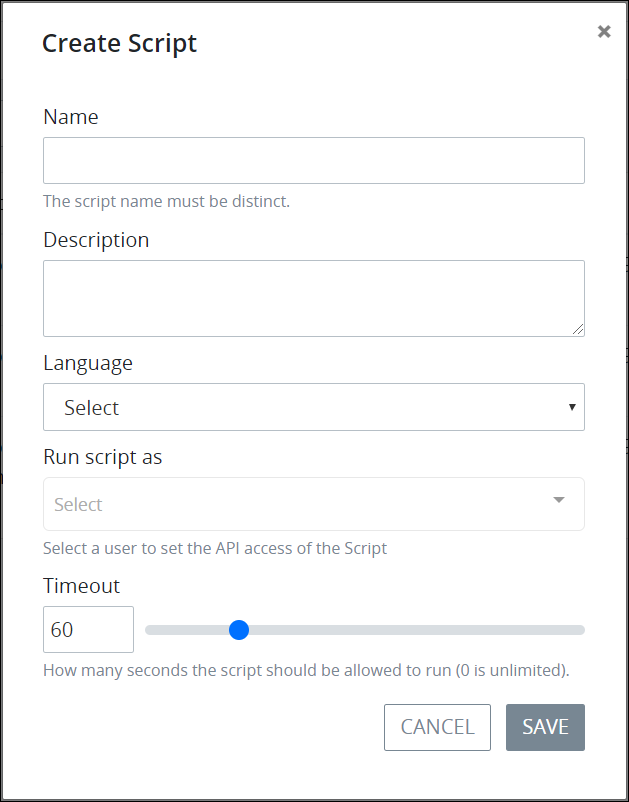 Create Script
Name
The script name must be distinct.
Description
Language
Select
Run script as
Select
Select a user to set the API access of the Script
Timeout
60
How many seconds the script should be allowed to run (0 is unlimited).
CANCEL SAVE